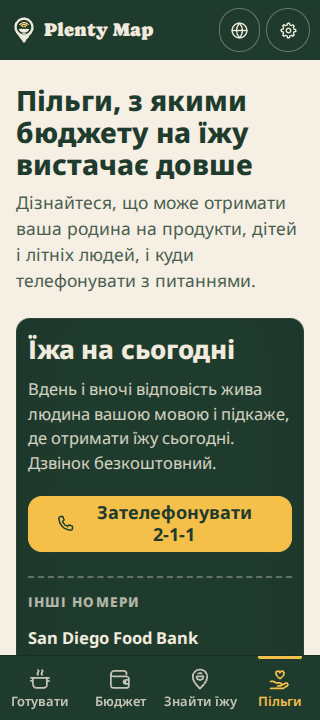 Plenty Map
Пільги, з якими
бюджету на їжу
вистачає довше
Дізнайтеся, що може отримати
ваша родина на продукти, дітей
і літніх людей, і куди
телефонувати з питаннями.
Їжа на сьогодні
Вдень і вночі відповість жива
людина вашою мовою і підкаже,
де отримати їжу сьогодні.
Дзвінок безкоштовний.
Зателефонувати
2-1-1
ІНШІ НОМЕРИ
San Diego Food Bank
Готувати
Бюджет
Знайти їжу
Пільги